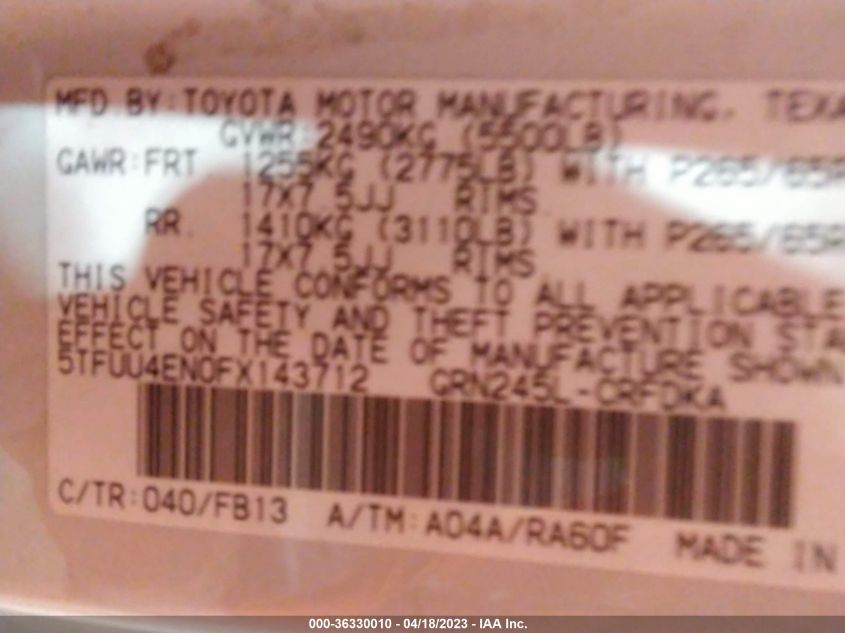 MFD. BY: TOYOTA MOTOR MANUFACTURING, TEXA
GVWR: 2490KG (5500LB)
GAWR: FRT 1255KG (2775LB) WITH P265/65R
17X7.5JJ RIMS
RR. 1410KG (3110LB) WITH P265/65R
17X7.5JJ RIMS
THIS VEHICLE CONFORMS TO ALL APPLICABLE
VEHICLE SAFETY AND THEFT PREVENTION STA
EFFECT ON THE DATE OF MANUFACTURE SHOWN
5TFUU4EN0FX143712 GRN245L-CRFDKA
C/TR: 040/FB13 A/TM: A04A/RA60F MADE IN
000-36330010 - 04/18/2023 - IAA Inc.